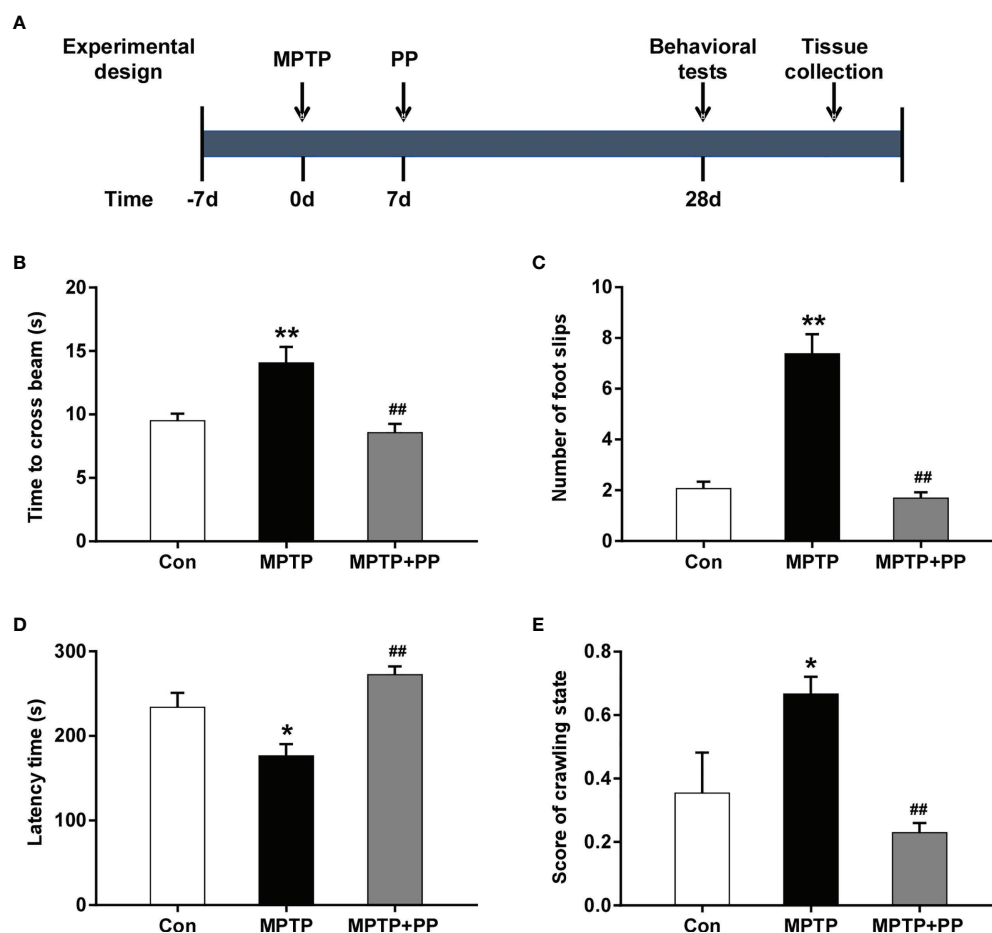 A
Experimental design
MPTP
PP
Behavioral tests
Tissue collection
Time
-7d
0d
7d
28d
B
Time to cross beam (s)
20
15
10
5
0
**
##
Con
MPTP
MPTP+PP
C
Number of foot slips
10
8
6
4
2
0
**
##
Con
MPTP
MPTP+PP
D
Latency time (s)
300
200
100
0
*
##
Con
MPTP
MPTP+PP
E
Score of crawling state
0.8
0.6
0.4
0.2
0.0
*
##
Con
MPTP
MPTP+PP